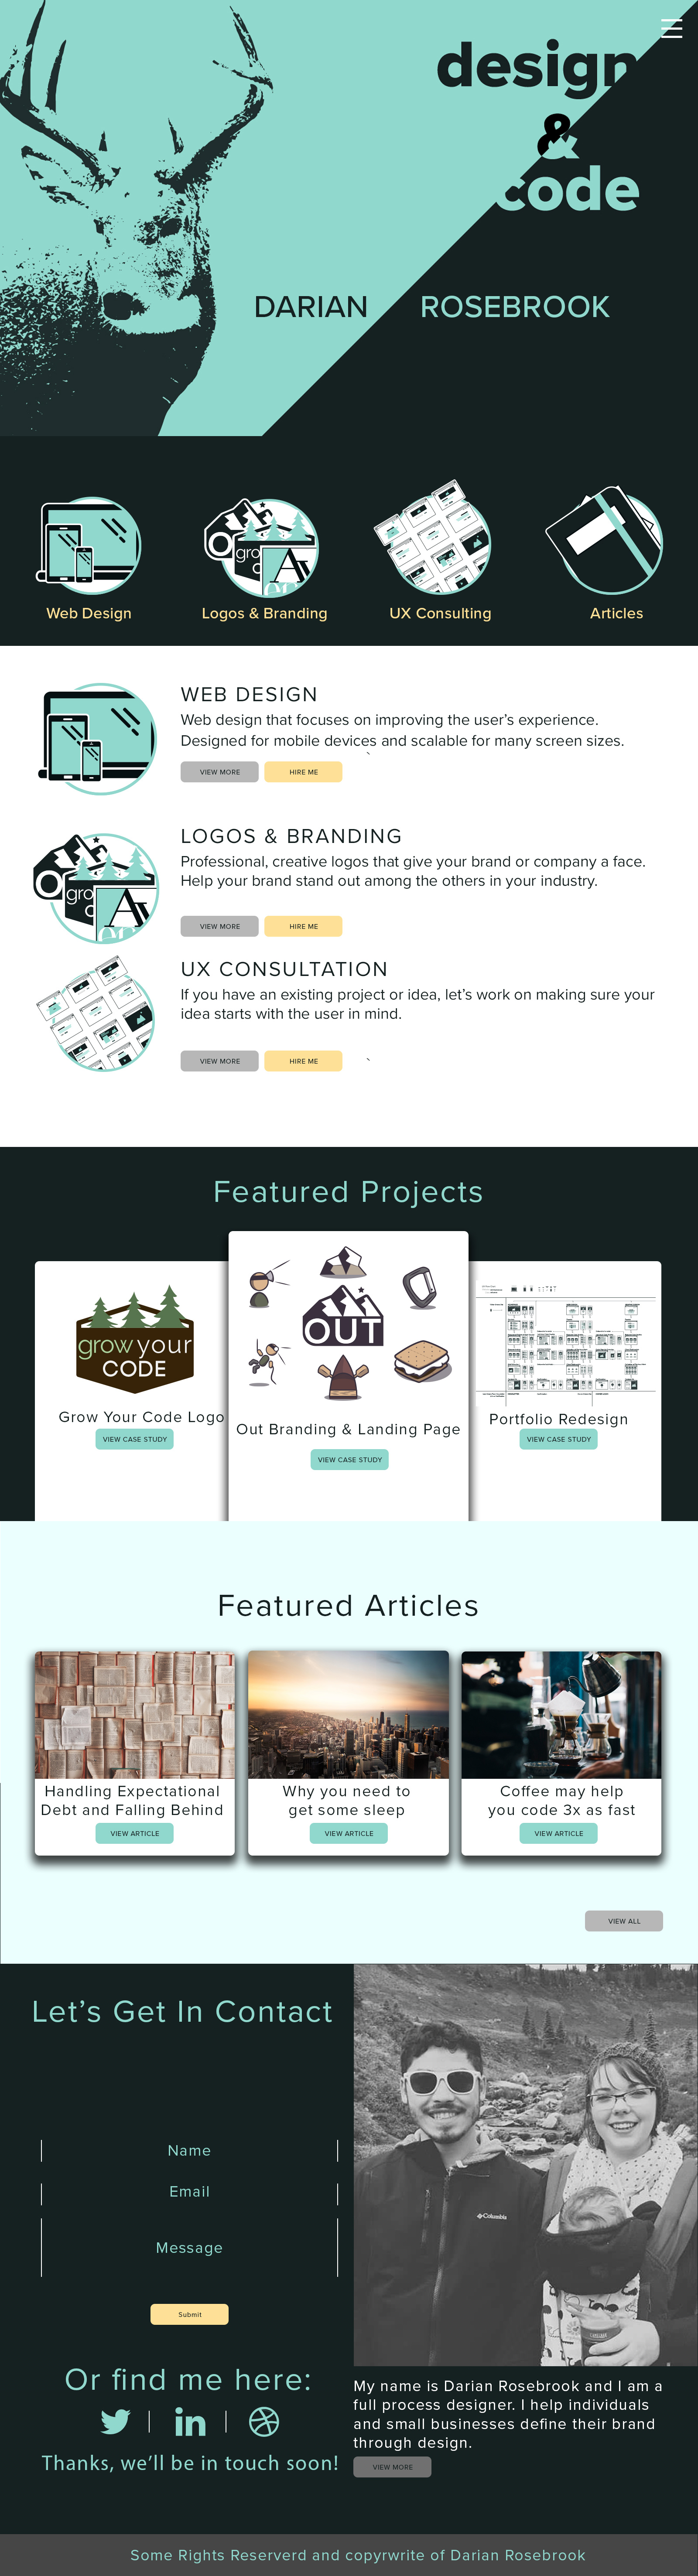 design
&
code
DARIAN ROSEBROOK
Web Design
Logos & Branding
UX Consulting
Articles
WEB DESIGN
Web design that focuses on improving the user's experience.
Designed for mobile devices and scalable for many screen sizes.
VIEW MORE
HIRE ME
LOGOS & BRANDING
Professional, creative logos that give your brand or company a face.
Help your brand stand out among the others in your industry.
VIEW MORE
HIRE ME
UX CONSULTATION
If you have an existing project or idea, let's work on making sure your
idea starts with the user in mind.
VIEW MORE
HIRE ME
Featured Projects
grow your
CODE
Grow Your Code Logo
VIEW CASE STUDY
OUT
Out Branding & Landing Page
VIEW CASE STUDY
Portfolio Redesign
VIEW CASE STUDY
Featured Articles
Handling Expectational
Debt and Falling Behind
VIEW ARTICLE
Why you need to
get some sleep
VIEW ARTICLE
Coffee may help
you code 3x as fast
VIEW ARTICLE
VIEW ALL
Let's Get In Contact
Name
Email
Message
Submit
Or find me here:
in
Thanks, we'll be in touch soon!
Columbia
My name is Darian Rosebrook and I am a
full process designer. I help individuals
and small businesses define their brand
through design.
VIEW MORE
Some Rights Reserverd and copyrwrite of Darian Rosebrook